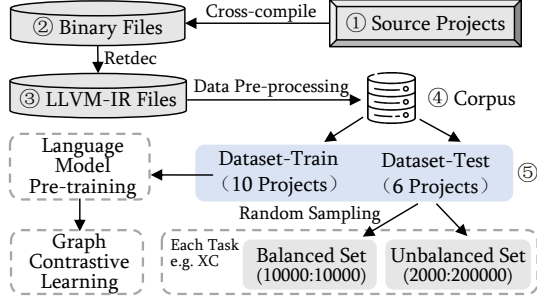 ② Binary Files
Cross-compile
① Source Projects
Retdec
③ LLVM-IR Files
Data Pre-processing
④ Corpus
Language
Model
Pre-training
Dataset-Train
(10 Projects)
Dataset-Test
(6 Projects)
⑤
Random Sampling
Graph
Contrastive
Learning
Each Task
e.g. XC
Balanced Set
(10000:10000)
Unbalanced Set
(2000:200000)